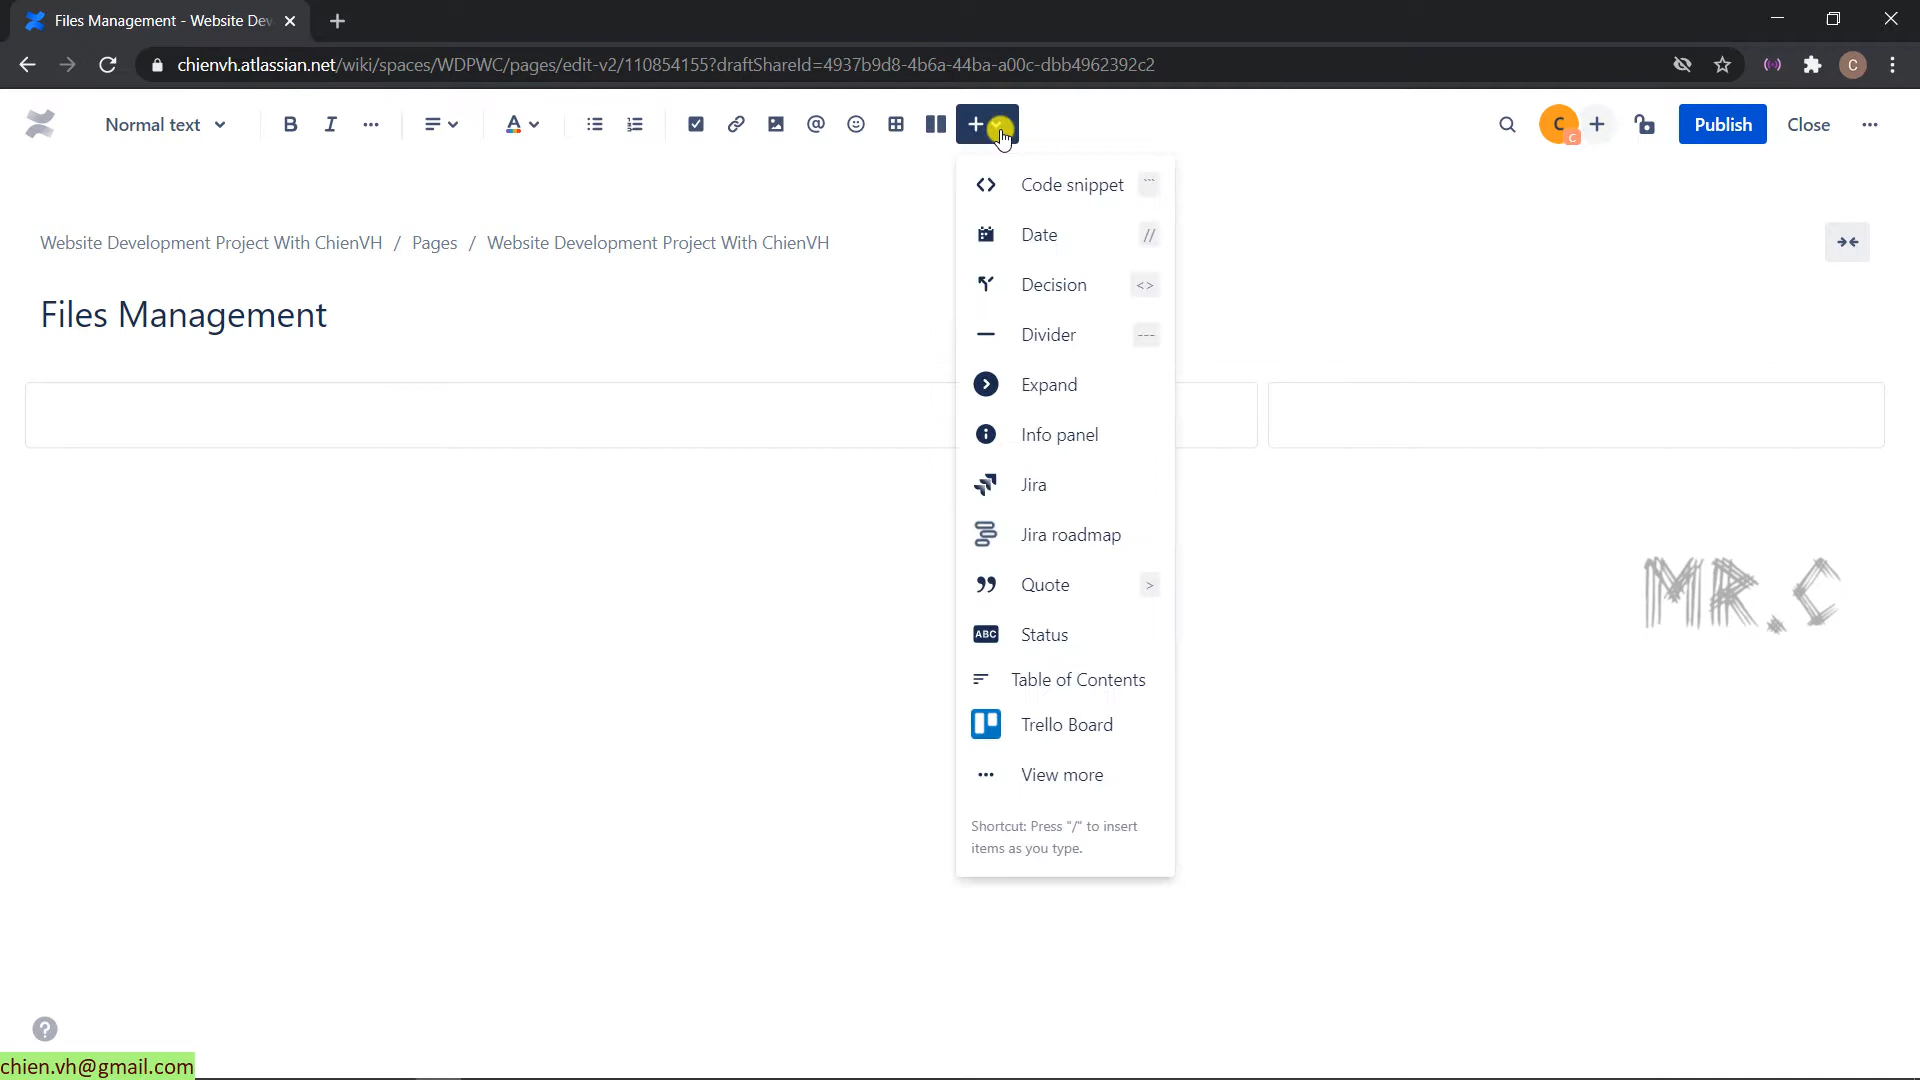 Files Management - Website Dev
chienvh.atlassian.net/wiki/spaces/WDPWC/pages/edit-v2/110854155?draftShareId=4937b9d8-4b6a-44ba-a00c-dbb4962392c2
C
Normal text
B I A @
C
C
Publish
Close
Code snippet ```
Date //
Decision <>
Divider ---
Expand
Info panel
Jira
Jira roadmap
Quote >
ABC Status
Table of Contents
Trello Board
View more
Shortcut: Press "/" to insert
items as you type.
Website Development Project With ChienVH / Pages / Website Development Project With ChienVH
Files Management
MR.C
?
chien.vh@gmail.com